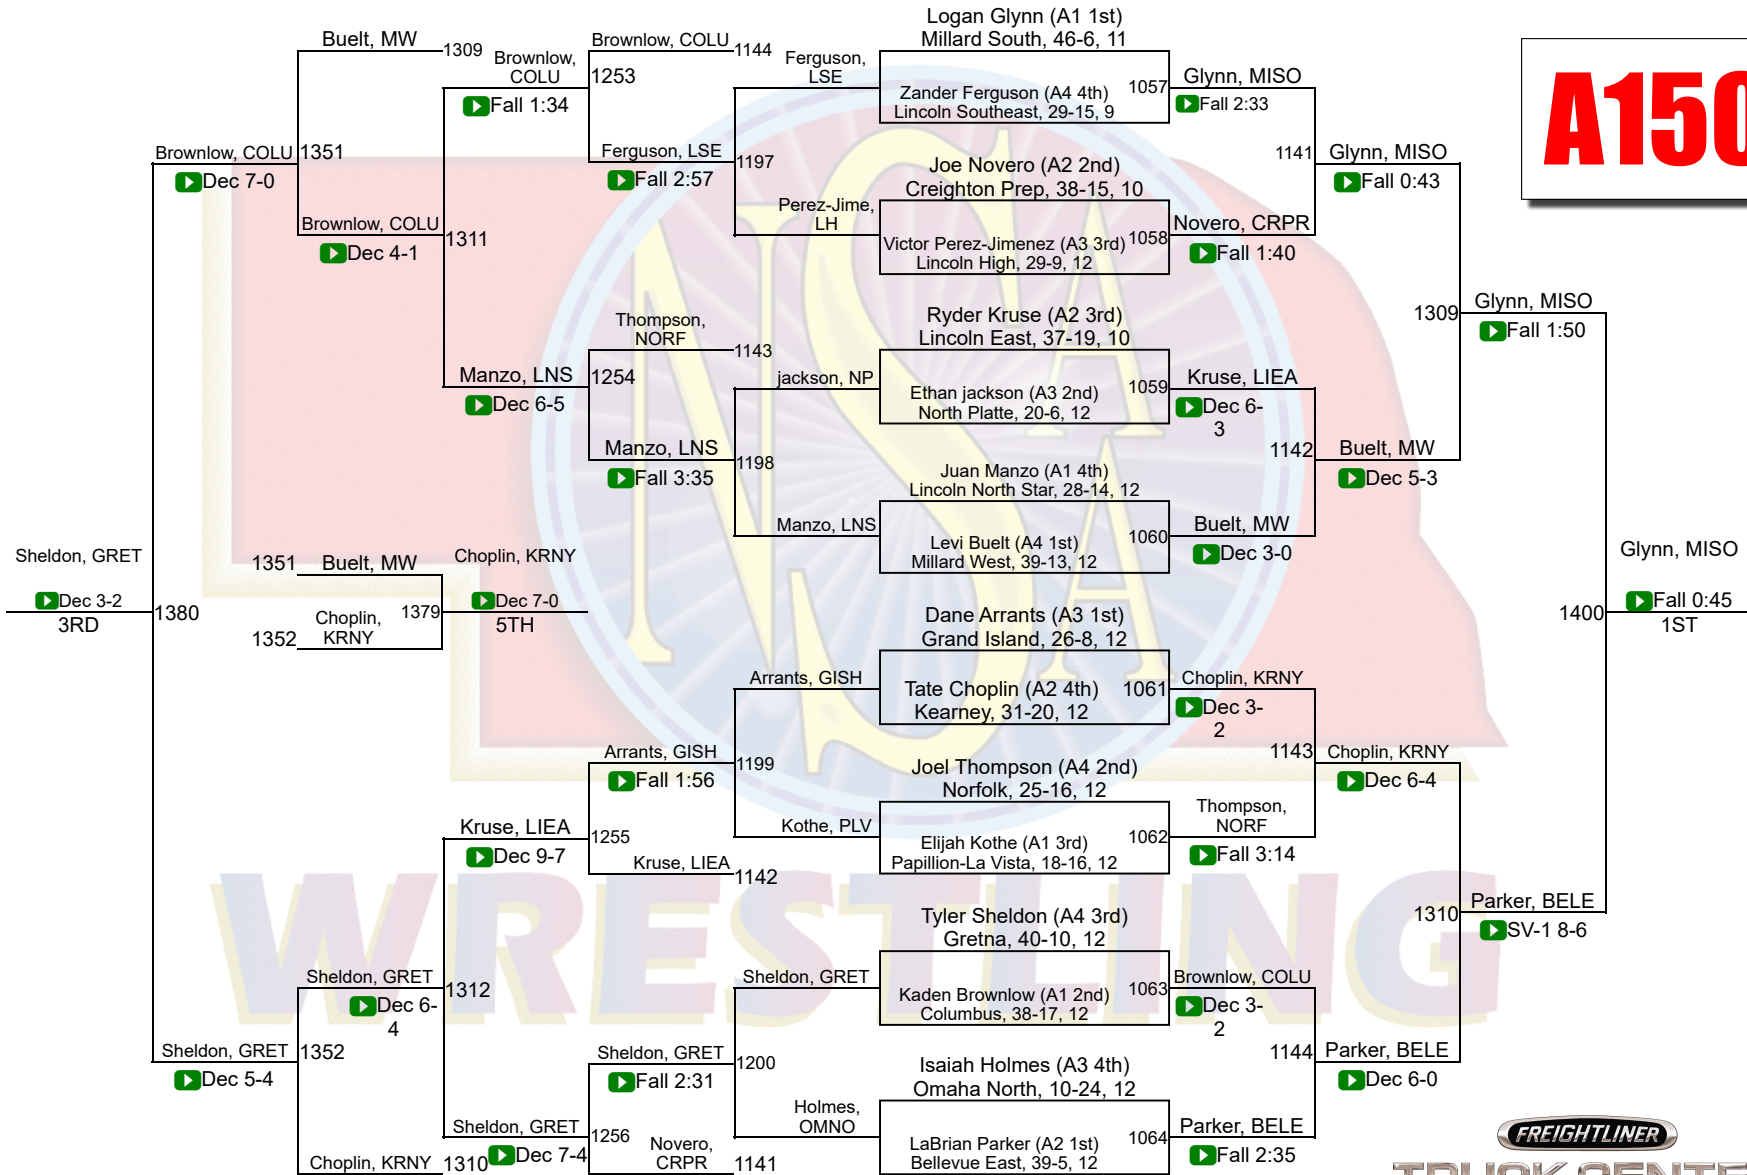 Logan Glynn (A1 1st)
Millard South, 46-6, 11
Zander Ferguson (A4 4th)
Lincoln Southeast, 29-15, 9
1057
Joe Novero (A2 2nd)
Creighton Prep, 38-15, 10
Victor Perez-Jimenez (A3 3rd)
Lincoln High, 29-9, 12
1058
Ryder Kruse (A2 3rd)
Lincoln East, 37-19, 10
Ethan jackson (A3 2nd)
North Platte, 20-6, 12
1059
Juan Manzo (A1 4th)
Lincoln North Star, 28-14, 12
Levi Buelt (A4 1st)
Millard West, 39-13, 12
1060
Dane Arrants (A3 1st)
Grand Island, 26-8, 12
Tate Choplin (A2 4th)
Kearney, 31-20, 12
1061
Joel Thompson (A4 2nd)
Norfolk, 25-16, 12
Elijah Kothe (A1 3rd)
Papillion-La Vista, 18-16, 12
1062
Tyler Sheldon (A4 3rd)
Gretna, 40-10, 12
Kaden Brownlow (A1 2nd)
Columbus, 38-17, 12
1063
Isaiah Holmes (A3 4th)
Omaha North, 10-24, 12
LaBrian Parker (A2 1st)
Bellevue East, 39-5, 12
1064
Glynn, MISO
Fall 2:33
1141
Novero, CRPR
Fall 1:40
Kruse, LIEA
Dec 6-
3
1142
Buelt, MW
Dec 3-0
Choplin, KRNY
Dec 3-
2
1143
Thompson,
NORF
Fall 3:14
Brownlow, COLU
Dec 3-
2
1144
Parker, BELE
Fall 2:35
Glynn, MISO
Fall 0:43
1309
Buelt, MW
Dec 5-3
Choplin, KRNY
Dec 6-4
1310
Parker, BELE
Dec 6-0
Glynn, MISO
Fall 1:50
1400
Parker, BELE
SV-1 8-6
Glynn, MISO
Fall 0:45
1ST
Ferguson,
LSE
1197
Perez-Jime,
LH
jackson, NP
1198
Manzo, LNS
Arrants, GISH
1199
Kothe, PLV
Sheldon, GRET
1200
Holmes,
OMNO
Brownlow, COLU
1144
1253
Ferguson, LSE
Fall 2:57
Thompson,
NORF
1143
1254
Manzo, LNS
Fall 3:35
Arrants, GISH
Fall 1:56
1255
Kruse, LIEA
1142
Sheldon, GRET
Fall 2:31
1256
Novero,
CRPR
1141
Brownlow,
COLU
Fall 1:34
1311
Manzo, LNS
Dec 6-5
Kruse, LIEA
Dec 9-7
1312
Sheldon, GRET
Dec 7-4
Buelt, MW
1309
1351
Brownlow, COLU
Dec 4-1
Sheldon, GRET
Dec 6-
4
1352
Choplin, KRNY
1310
Brownlow, COLU
Dec 7-0
1380
Sheldon, GRET
Dec 5-4
Sheldon, GRET
Dec 3-2
3RD
1351
Buelt, MW
1379
1352
Choplin,
KRNY
Choplin, KRNY
Dec 7-0
5TH
A150
NSAA
WRESTLING
FREIGHTLINER
TRUCK CENTE